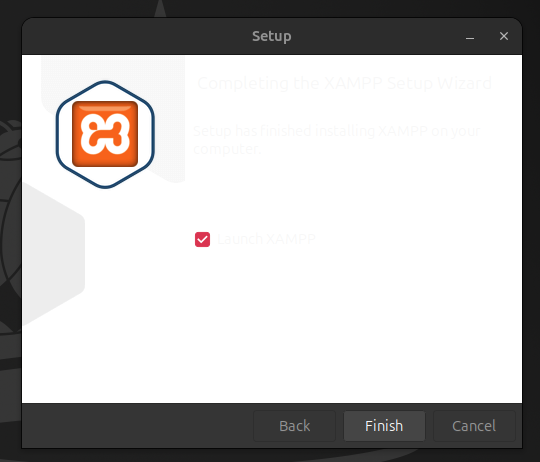 Setup
Completing the XAMPP Setup Wizard
Setup has finished installing XAMPP on your
computer.
Launch XAMPP
Back
Finish
Cancel